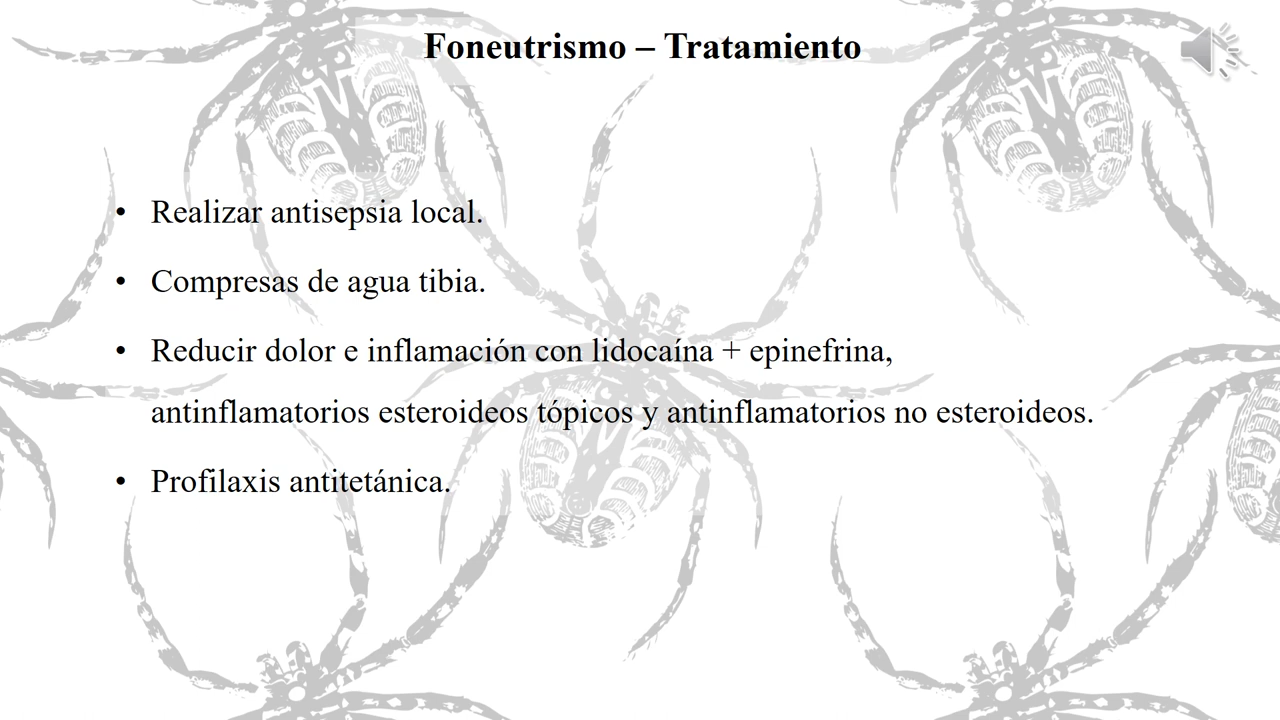 Foneutrismo – Tratamiento
• Realizar antisepsia local.
• Compresas de agua tibia.
• Reducir dolor e inflamación con lidocaína + epinefrina,
antinflamatorios esteroideos tópicos y antinflamatorios no esteroideos.
• Profilaxis antitetánica.